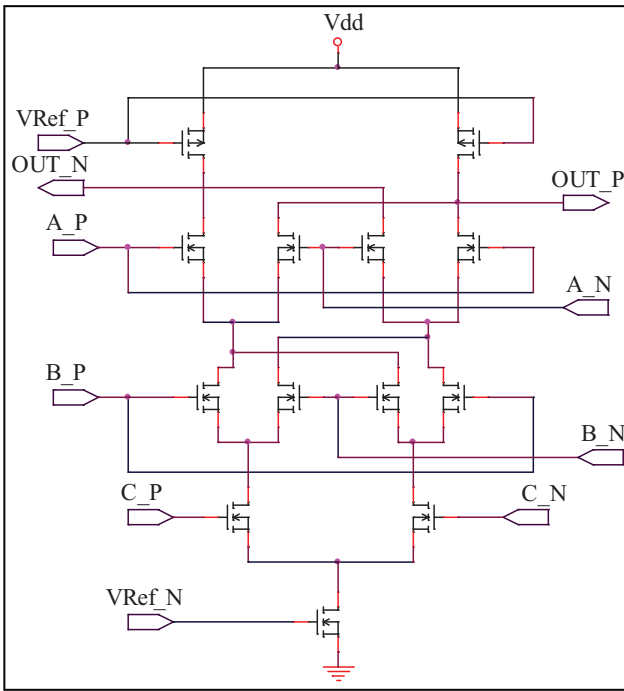 Vdd
VRef_P
OUT_N
OUT_P
A_P
A_N
B_P
B_N
C_P
C_N
VRef_N